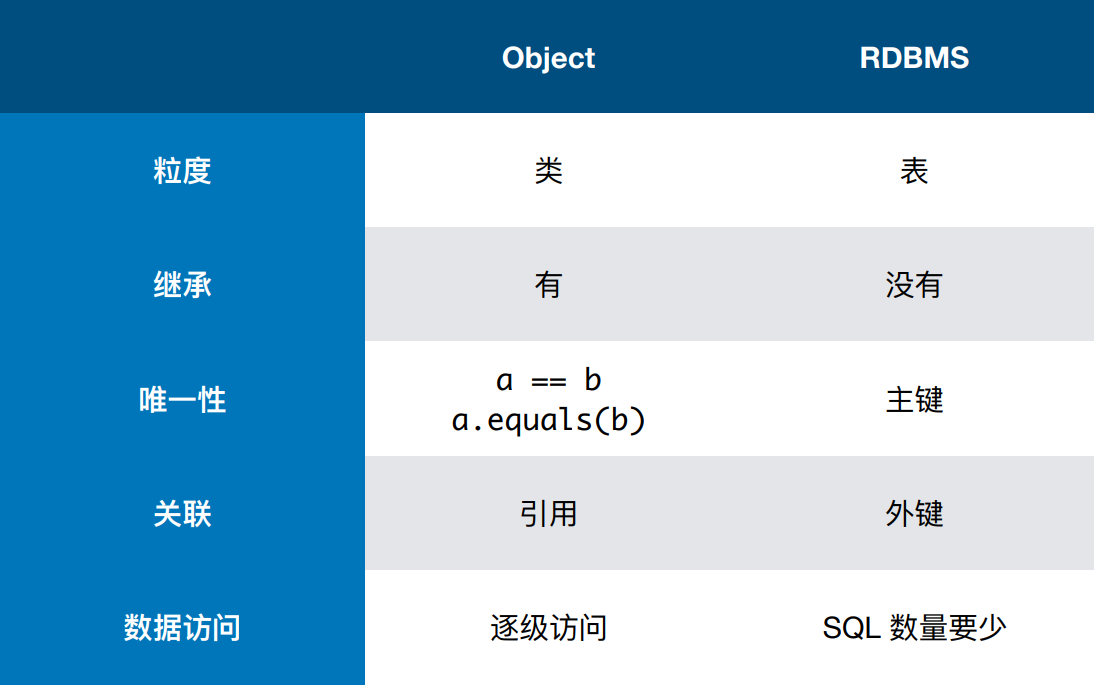 Object RDBMS
粒度 类 表
继承 有 没有
唯一性 a == b 主键
a.equals(b)
关联 引用 外键
数据访问 逐级访问 SQL 数量要少